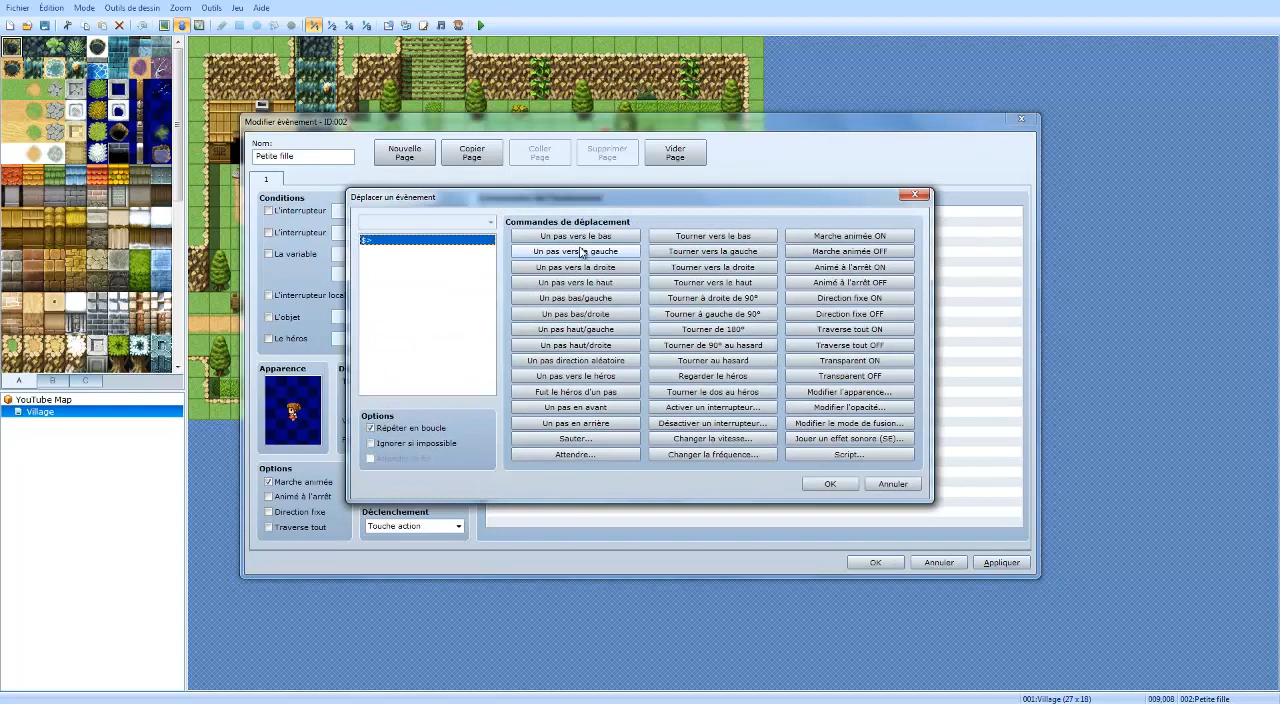 Fichier Édition Mode Outils de dessin Zoom Outils Jeu Aide
Modifier évènement - ID:002
Nom:
Petite fille
Nouvelle Page
Copier Page
Coller Page
Supprimer Page
Vider Page
1
Conditions
L'interrupteur
L'interrupteur
La variable
L'interrupteur local
L'objet
Le héros
Apparence
Options
Marche animée
Animé à l'arrêt
Direction fixe
Traverse tout
Déclenchement
Touche action
OK Annuler Appliquer
Déplacer un évènement
$>
Options
Répéter en boucle
Ignorer si impossible
Commandes de déplacement
Un pas vers le bas
Un pas vers la gauche
Un pas vers la droite
Un pas vers le haut
Un pas bas/gauche
Un pas bas/droite
Un pas haut/gauche
Un pas haut/droite
Un pas direction aléatoire
Un pas vers le héros
Fuit le héros d'un pas
Un pas en avant
Un pas en arrière
Sauter...
Attendre...
Tourner vers le bas
Tourner vers la gauche
Tourner vers la droite
Tourner vers le haut
Tourner à droite de 90°
Tourner à gauche de 90°
Tourner de 180°
Tourner de 90° au hasard
Tourner au hasard
Regarder le héros
Tourner le dos au héros
Activer un interrupteur...
Désactiver un interrupteur...
Changer la vitesse...
Changer la fréquence...
Marche animée ON
Marche animée OFF
Animé à l'arrêt ON
Animé à l'arrêt OFF
Direction fixe ON
Direction fixe OFF
Traverse tout ON
Traverse tout OFF
Transparent ON
Transparent OFF
Modifier l'apparence...
Modifier l'opacité...
Modifier le mode de fusion...
Jouer un effet sonore (SE)...
Script...
OK Annuler
A B C
YouTube Map
Village
001:Village (27 x 18) 009,008 002:Petite fille